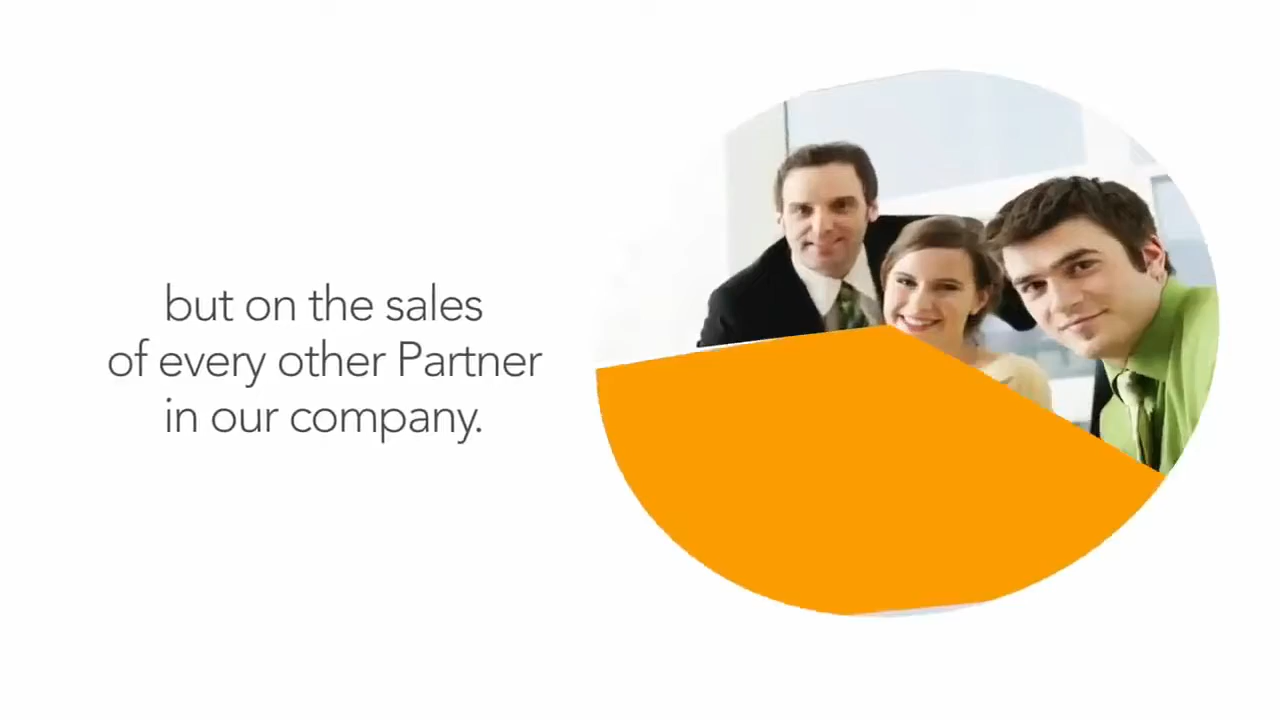 but on the sales
of every other Partner
in our company.